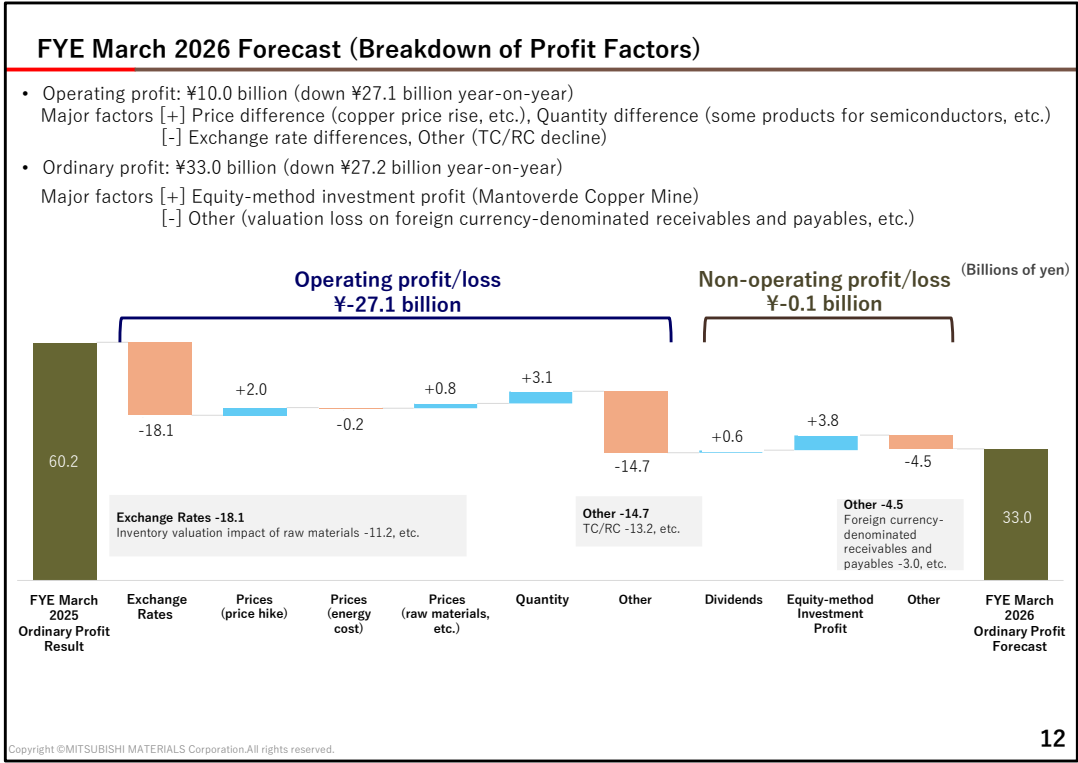 FYE March 2026 Forecast (Breakdown of Profit Factors)
• Operating profit: ¥10.0 billion (down ¥27.1 billion year-on-year)
Major factors [+] Price difference (copper price rise, etc.), Quantity difference (some products for semiconductors, etc.)
[-] Exchange rate differences, Other (TC/RC decline)
• Ordinary profit: ¥33.0 billion (down ¥27.2 billion year-on-year)
Major factors [+] Equity-method investment profit (Mantoverde Copper Mine)
[-] Other (valuation loss on foreign currency-denominated receivables and payables, etc.)
(Billions of yen)
Operating profit/loss
¥-27.1 billion
Non-operating profit/loss
¥-0.1 billion
60.2
-18.1
+2.0
-0.2
+0.8
+3.1
-14.7
+0.6
+3.8
-4.5
33.0
Exchange Rates -18.1
Inventory valuation impact of raw materials -11.2, etc.
Other -14.7
TC/RC -13.2, etc.
Other -4.5
Foreign currency-
denominated
receivables and
payables -3.0, etc.
FYE March
2025
Ordinary Profit
Result
Exchange
Rates
Prices
(price hike)
Prices
(energy
cost)
Prices
(raw materials,
etc.)
Quantity
Other
Dividends
Equity-method
Investment
Profit
Other
FYE March
2026
Ordinary Profit
Forecast
Copyright ©MITSUBISHI MATERIALS Corporation.All rights reserved.
12